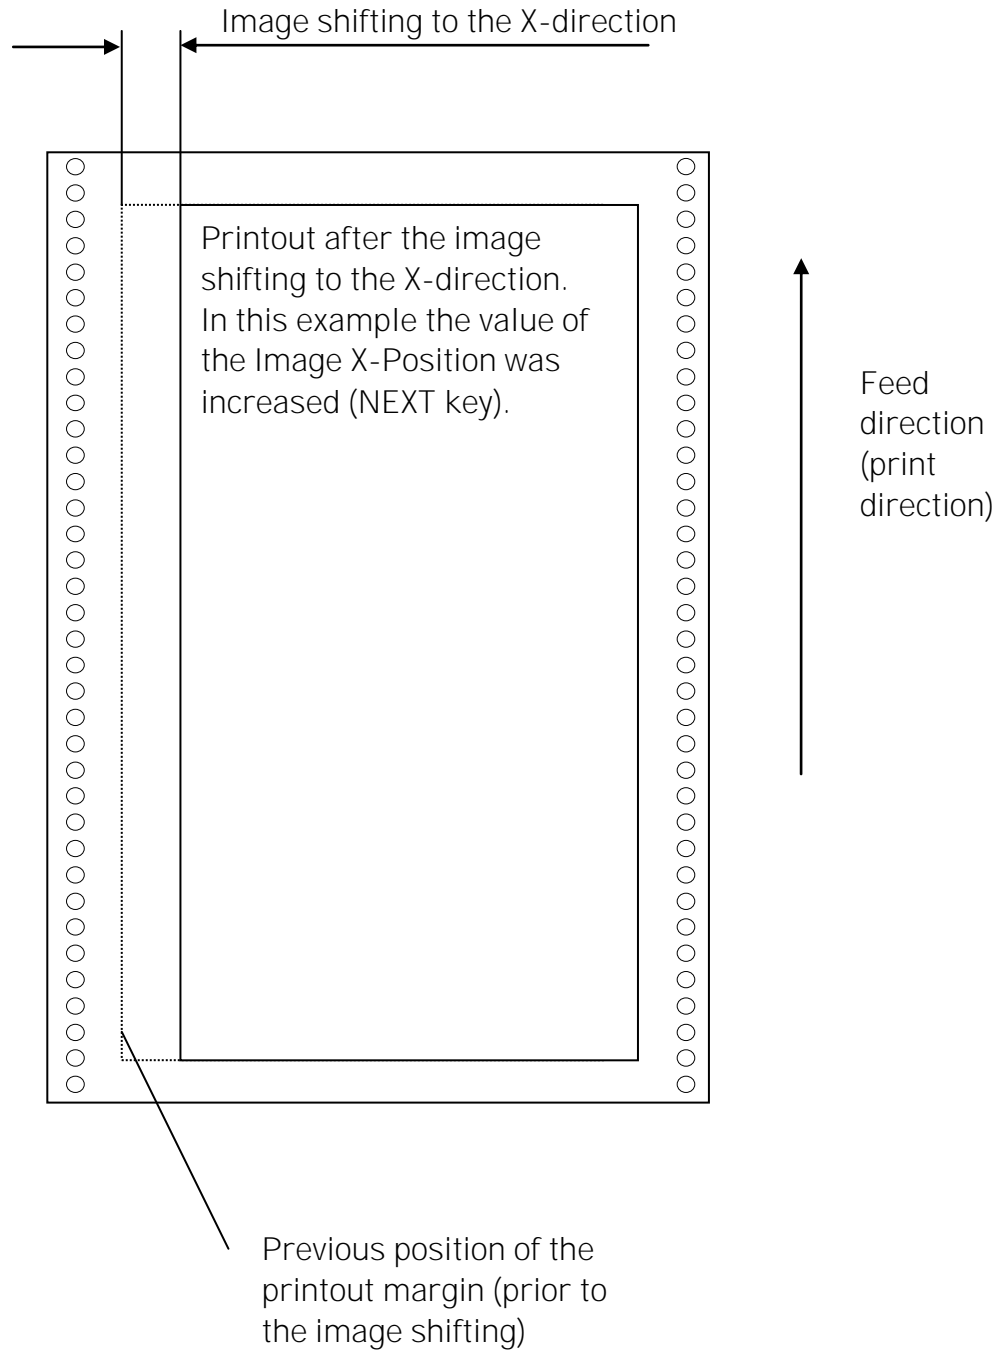 Image shifting to the X-direction
Printout after the image
shifting to the X-direction.
In this example the value of
the Image X-Position was
increased (NEXT key).
Feed
direction
(print
direction)
Previous position of the
printout margin (prior to
the image shifting)